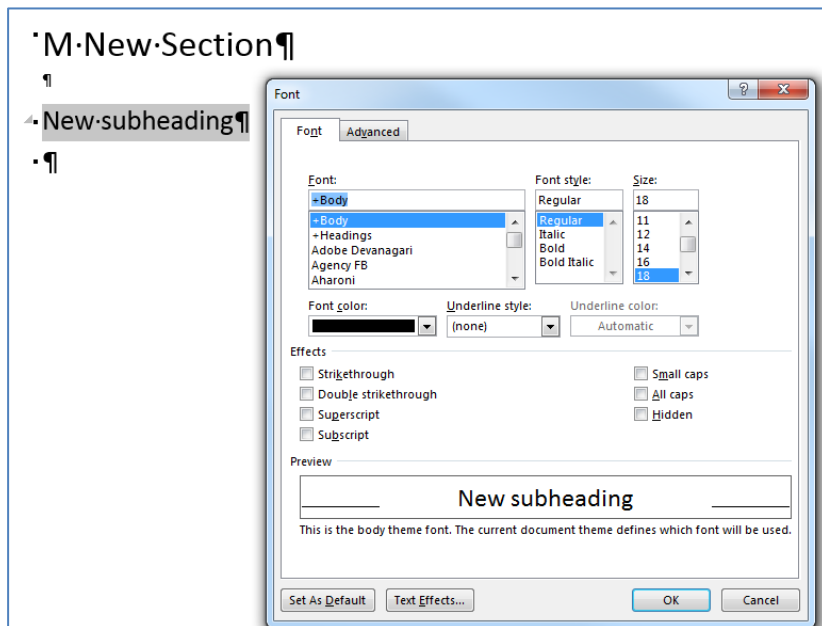 M·New·Section¶
¶
New·subheading¶
¶
Font
?
X
Font
Advanced
Font: Font style: Size:
+Body Regular 18
+Body Regular 11
+Headings Italic 12
Adobe Devanagari Bold 14
Agency FB Bold Italic 16
Aharoni 18
Font color: Underline style: Underline color:
(none) Automatic
Effects
Strikethrough Small caps
Double strikethrough All caps
Superscript Hidden
Subscript
Preview
New subheading
This is the body theme font. The current document theme defines which font will be used.
Set As Default Text Effects... OK Cancel